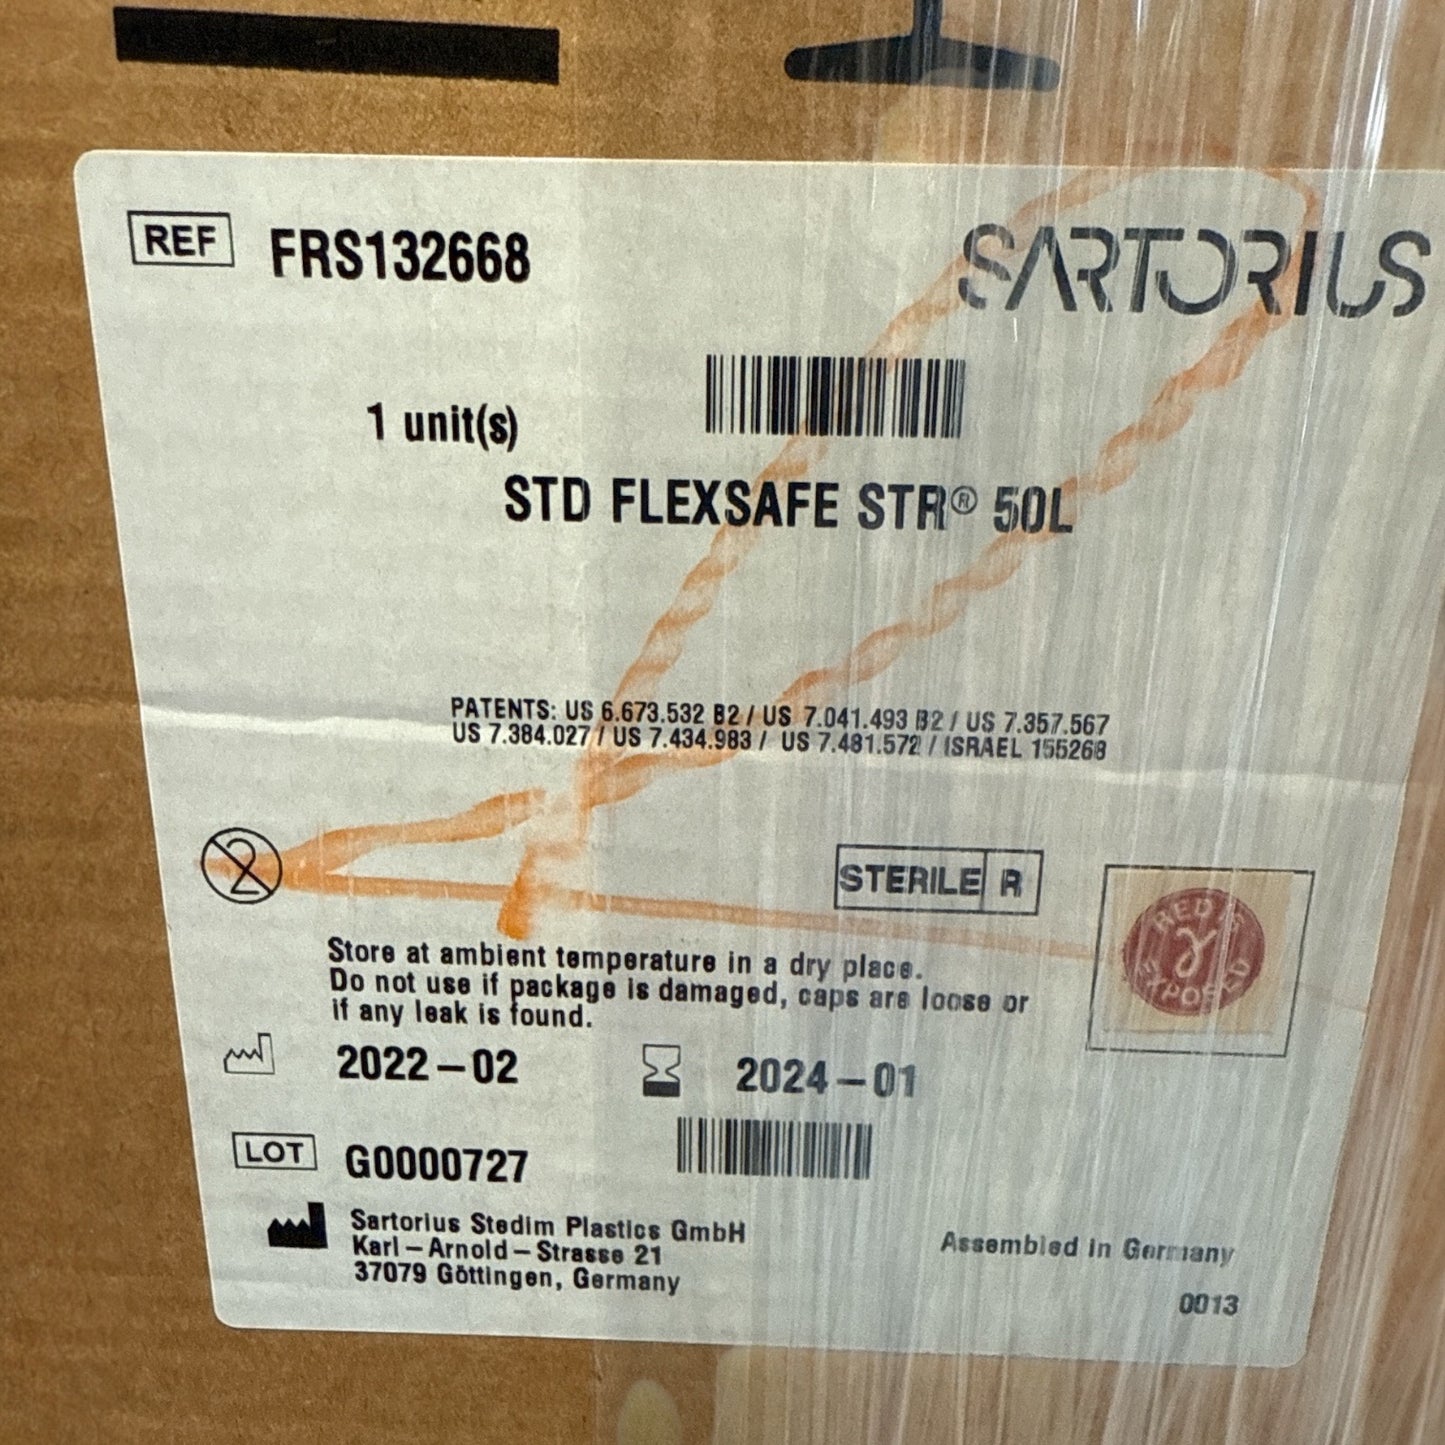 REF FRS132668
SARTORIUS
1 unit(s)
STD FLEXSAFE STR® 50L
PATENTS: US 6.673.532 B2 / US 7.041.493 B2 / US 7.357.567
US 7.384.027 / US 7.434.983 / US 7.481.572 / ISRAEL 155268
2
STERILE R
RED IS
γ
EXPOSED
Store at ambient temperature in a dry place.
Do not use if package is damaged, caps are loose or
if any leak is found.
2022-02
2024-01
LOT G0000727
Sartorius Stedim Plastics GmbH
Karl-Arnold-Strasse 21
37079 Göttingen, Germany
Assembled in Germany
0013